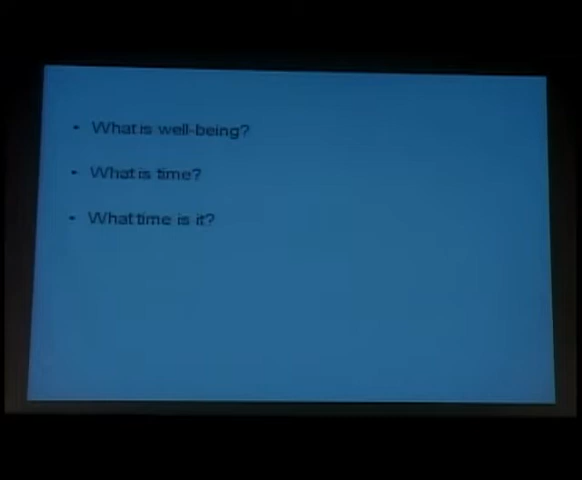 • What is well-being?
• What is time?
• What time is it?